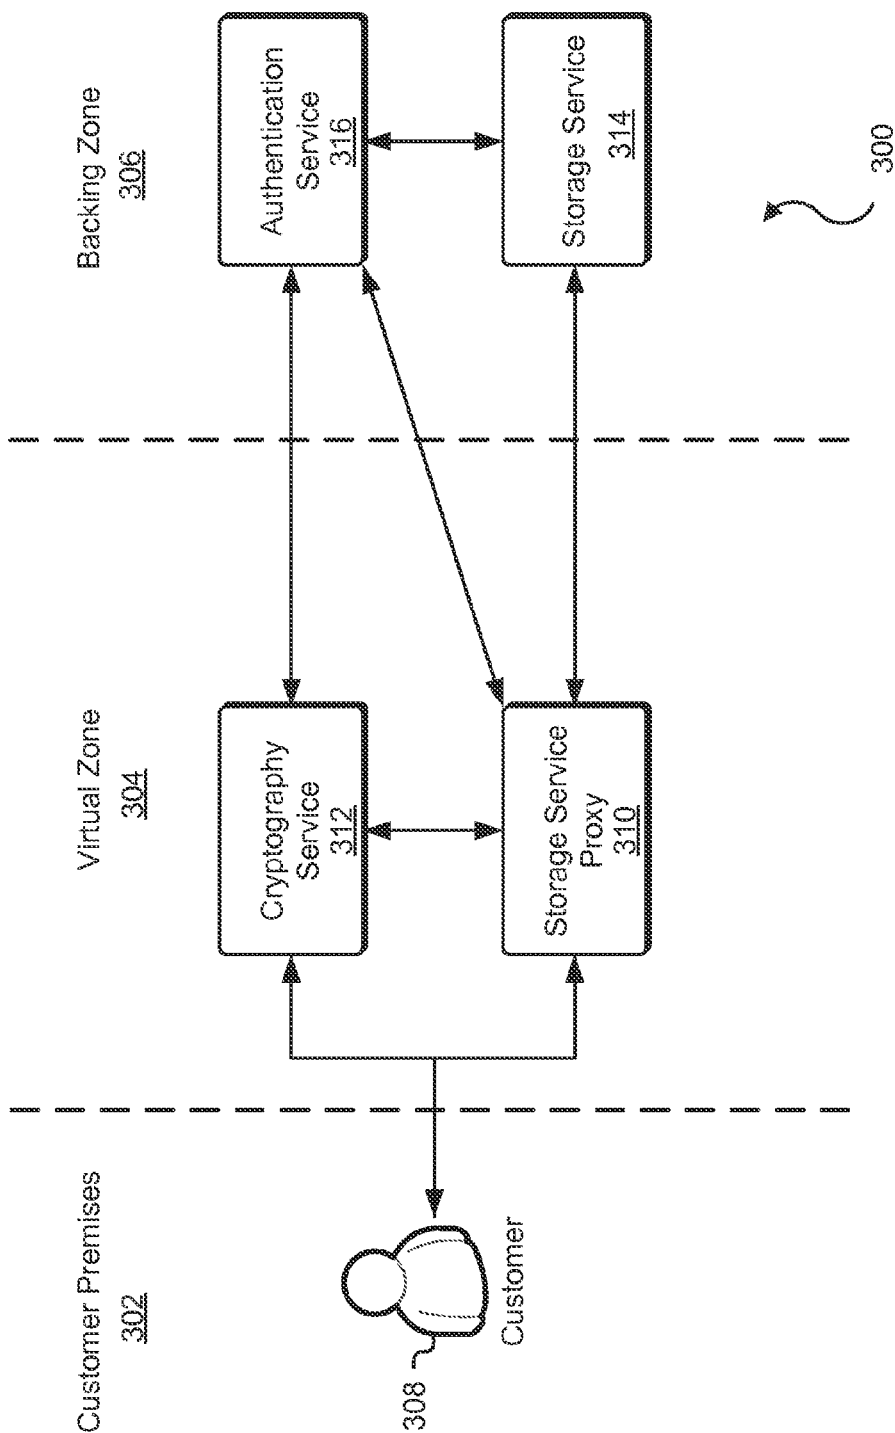 Customer Premises
302
Virtual Zone
304
Backing Zone
306
308
Customer
Cryptography
Service
312
Storage Service
Proxy
310
Authentication
Service
316
Storage Service
314
300